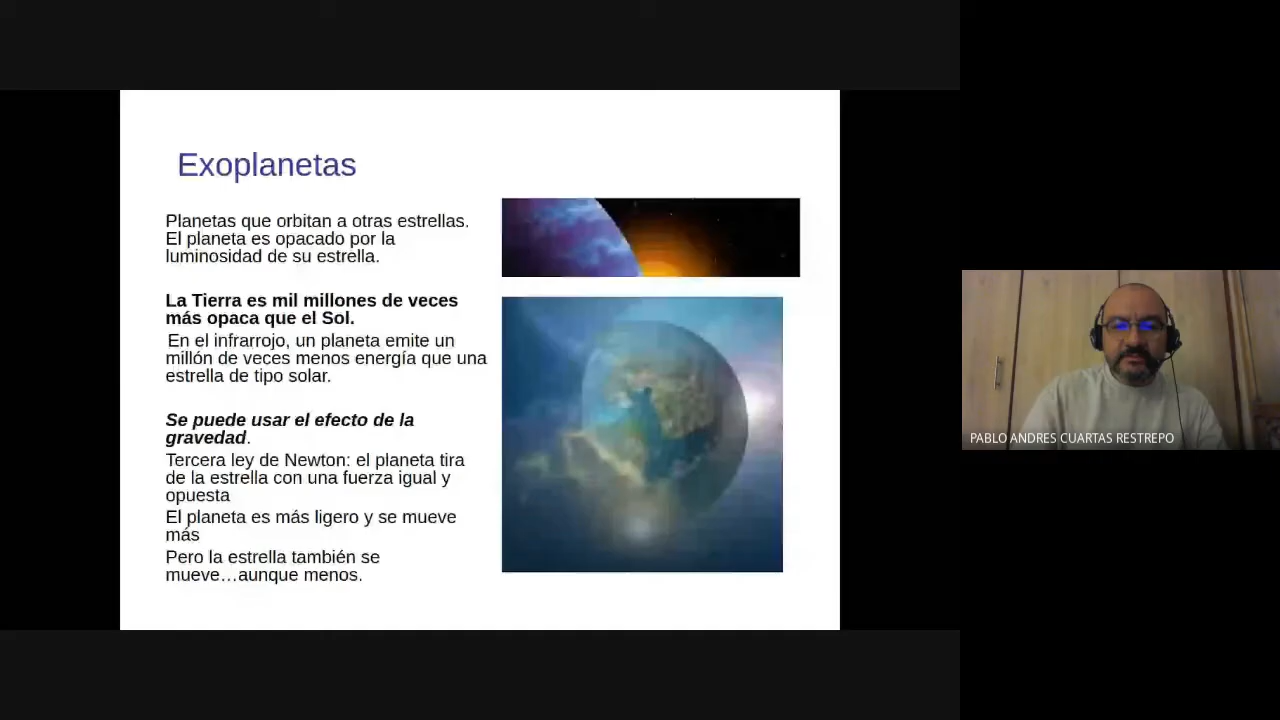 Exoplanetas
Planetas que orbitan a otras estrellas.
El planeta es opacado por la
luminosidad de su estrella.
La Tierra es mil millones de veces
más opaca que el Sol.
En el infrarrojo, un planeta emite un
millón de veces menos energía que una
estrella de tipo solar.
Se puede usar el efecto de la
gravedad.
Tercera ley de Newton: el planeta tira
de la estrella con una fuerza igual y
opuesta
El planeta es más ligero y se mueve
más
Pero la estrella también se
mueve…aunque menos.
PABLO ANDRES CUARTAS RESTREPO